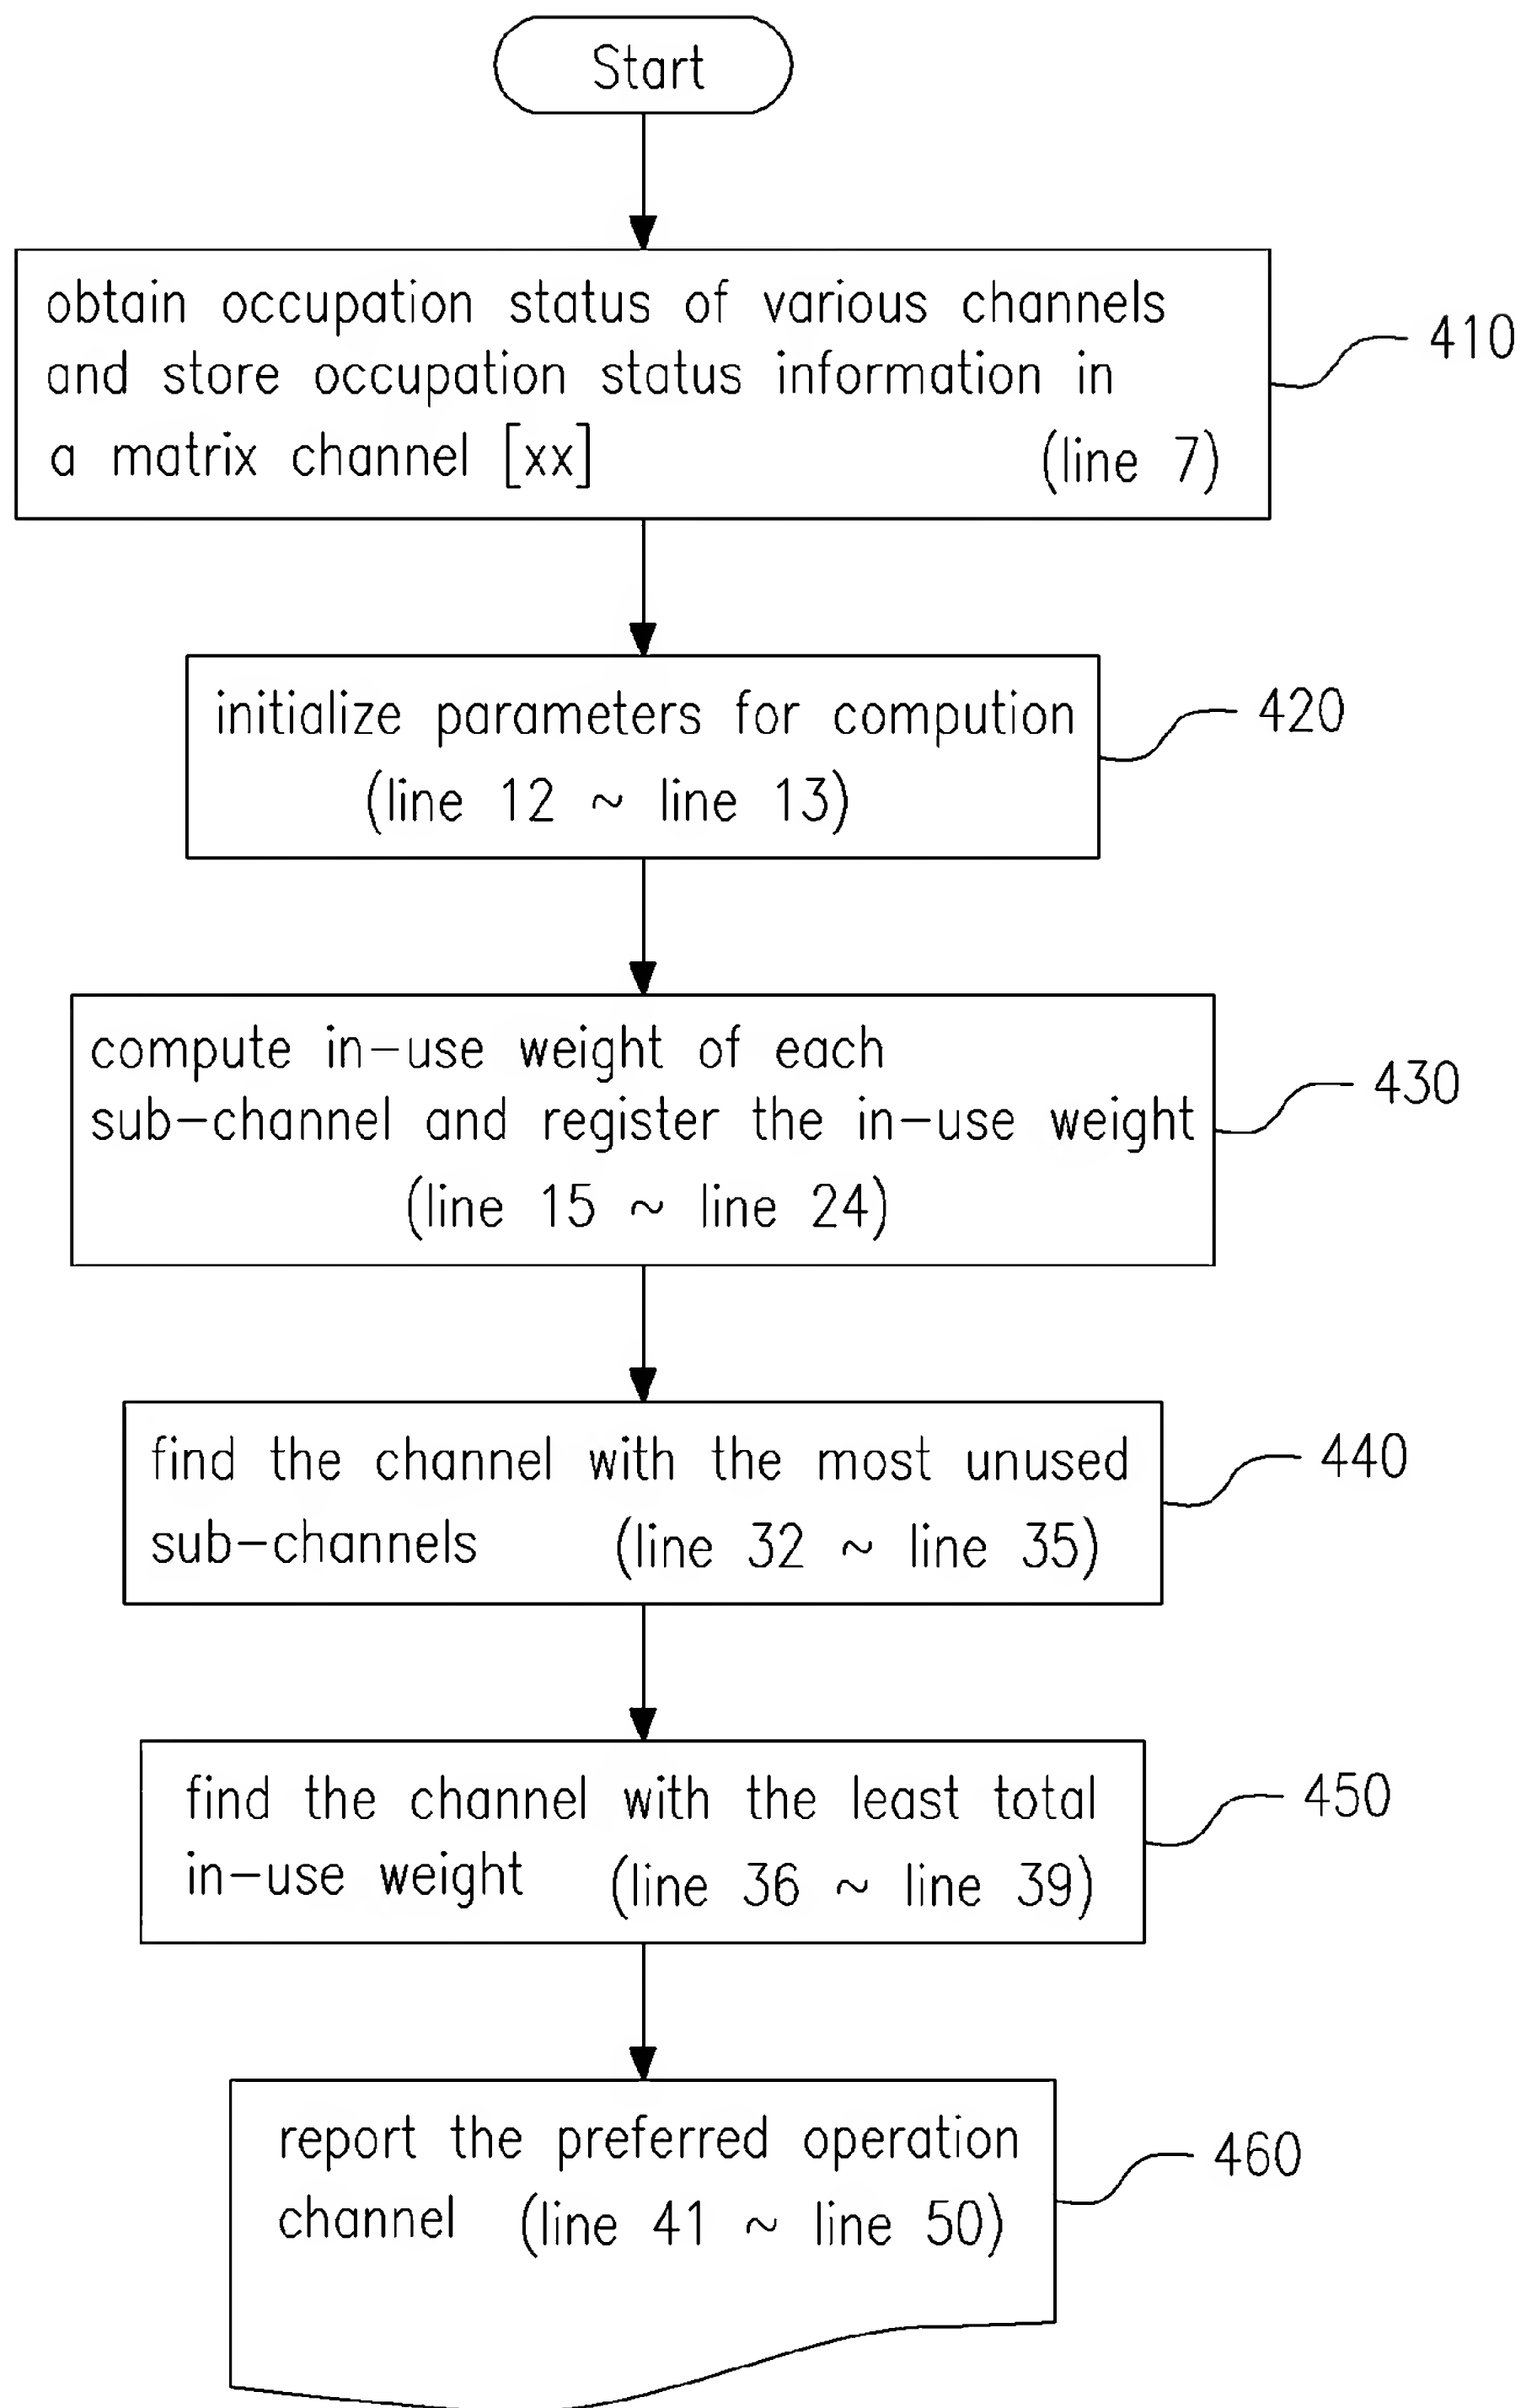 Start
obtain occupation status of various channels
and store occupation status information in
a matrix channel [xx] (line 7)
410
initialize parameters for compution
(line 12 ~ line 13)
420
compute in-use weight of each
sub-channel and register the in-use weight
(line 15 ~ line 24)
430
find the channel with the most unused
sub-channels (line 32 ~ line 35)
440
find the channel with the least total
in-use weight (line 36 ~ line 39)
450
report the preferred operation
channel (line 41 ~ line 50)
460